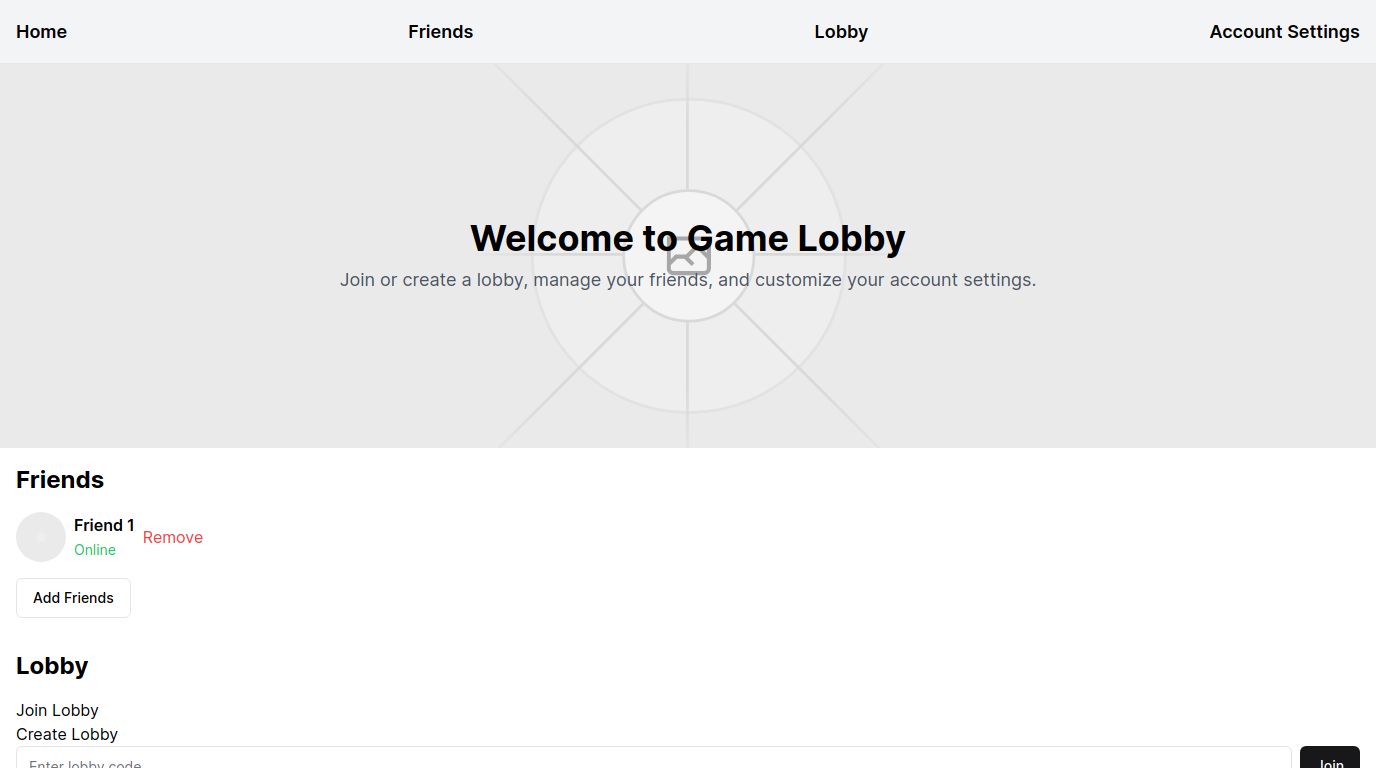 Home Friends Lobby Account Settings
Welcome to Game Lobby
Join or create a lobby, manage your friends, and customize your account settings.
Friends
Friend 1
Online
Remove
Add Friends
Lobby
Join Lobby
Create Lobby
Enter lobby code Join